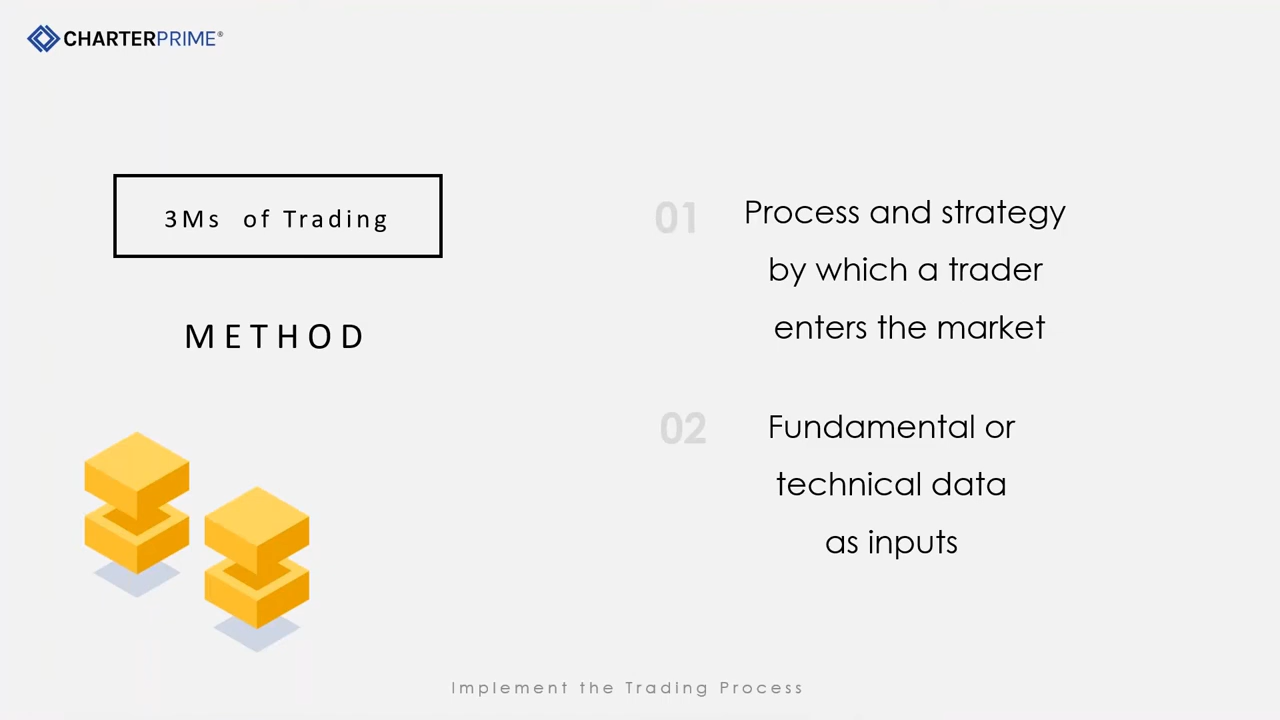 CHARTERPRIME®
3Ms of Trading
METHOD
01
Process and strategy
by which a trader
enters the market
02
Fundamental or
technical data
as inputs
Implement the Trading Process